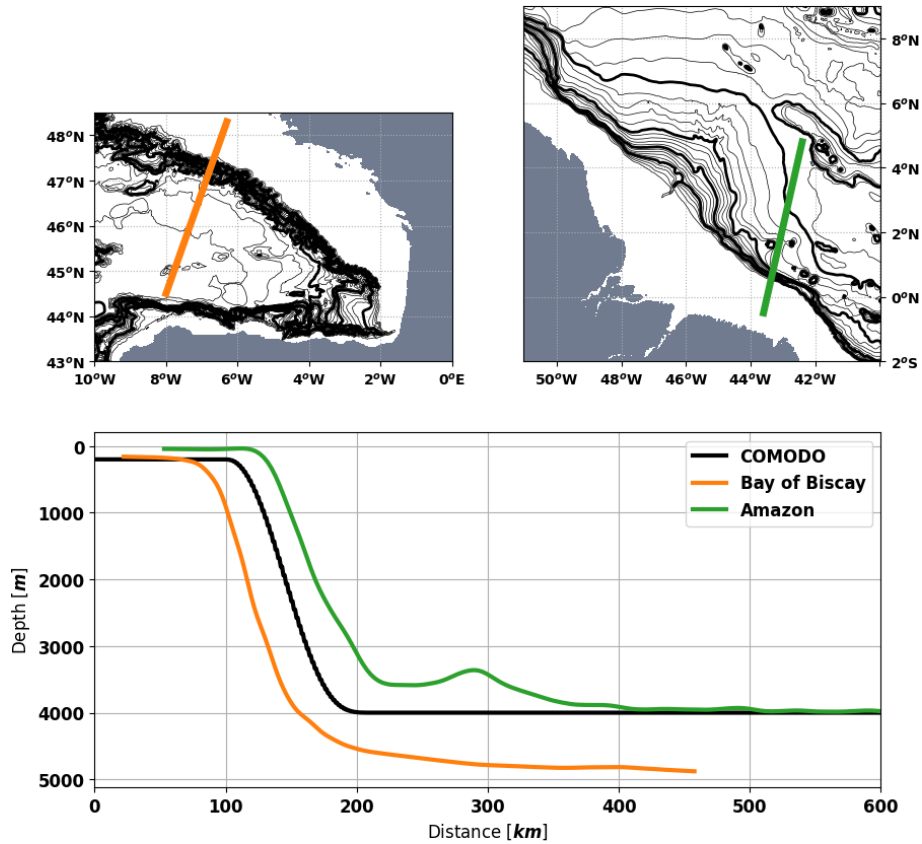 8°N
6°N
4°N
2°N
0°N
2°S
50°W 48°W 46°W 44°W 42°W
48°N
47°N
46°N
45°N
44°N
43°N
10°W 8°W 6°W 4°W 2°W 0°E
0
1000
2000
3000
4000
5000
Depth [m]
COMODO
Bay of Biscay
Amazon
0 100 200 300 400 500 600
Distance [km]